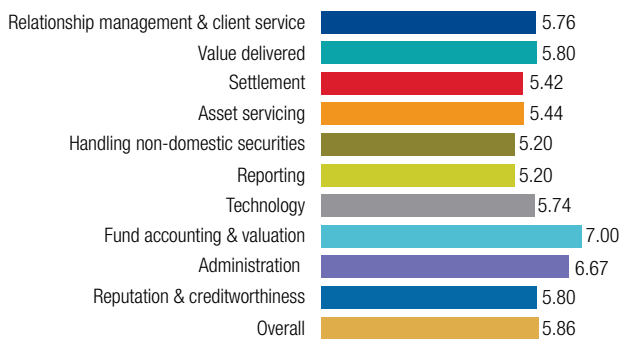 Relationship management & client service 5.76
Value delivered 5.80
Settlement 5.42
Asset servicing 5.44
Handling non-domestic securities 5.20
Reporting 5.20
Technology 5.74
Fund accounting & valuation 7.00
Administration 6.67
Reputation & creditworthiness 5.80
Overall 5.86